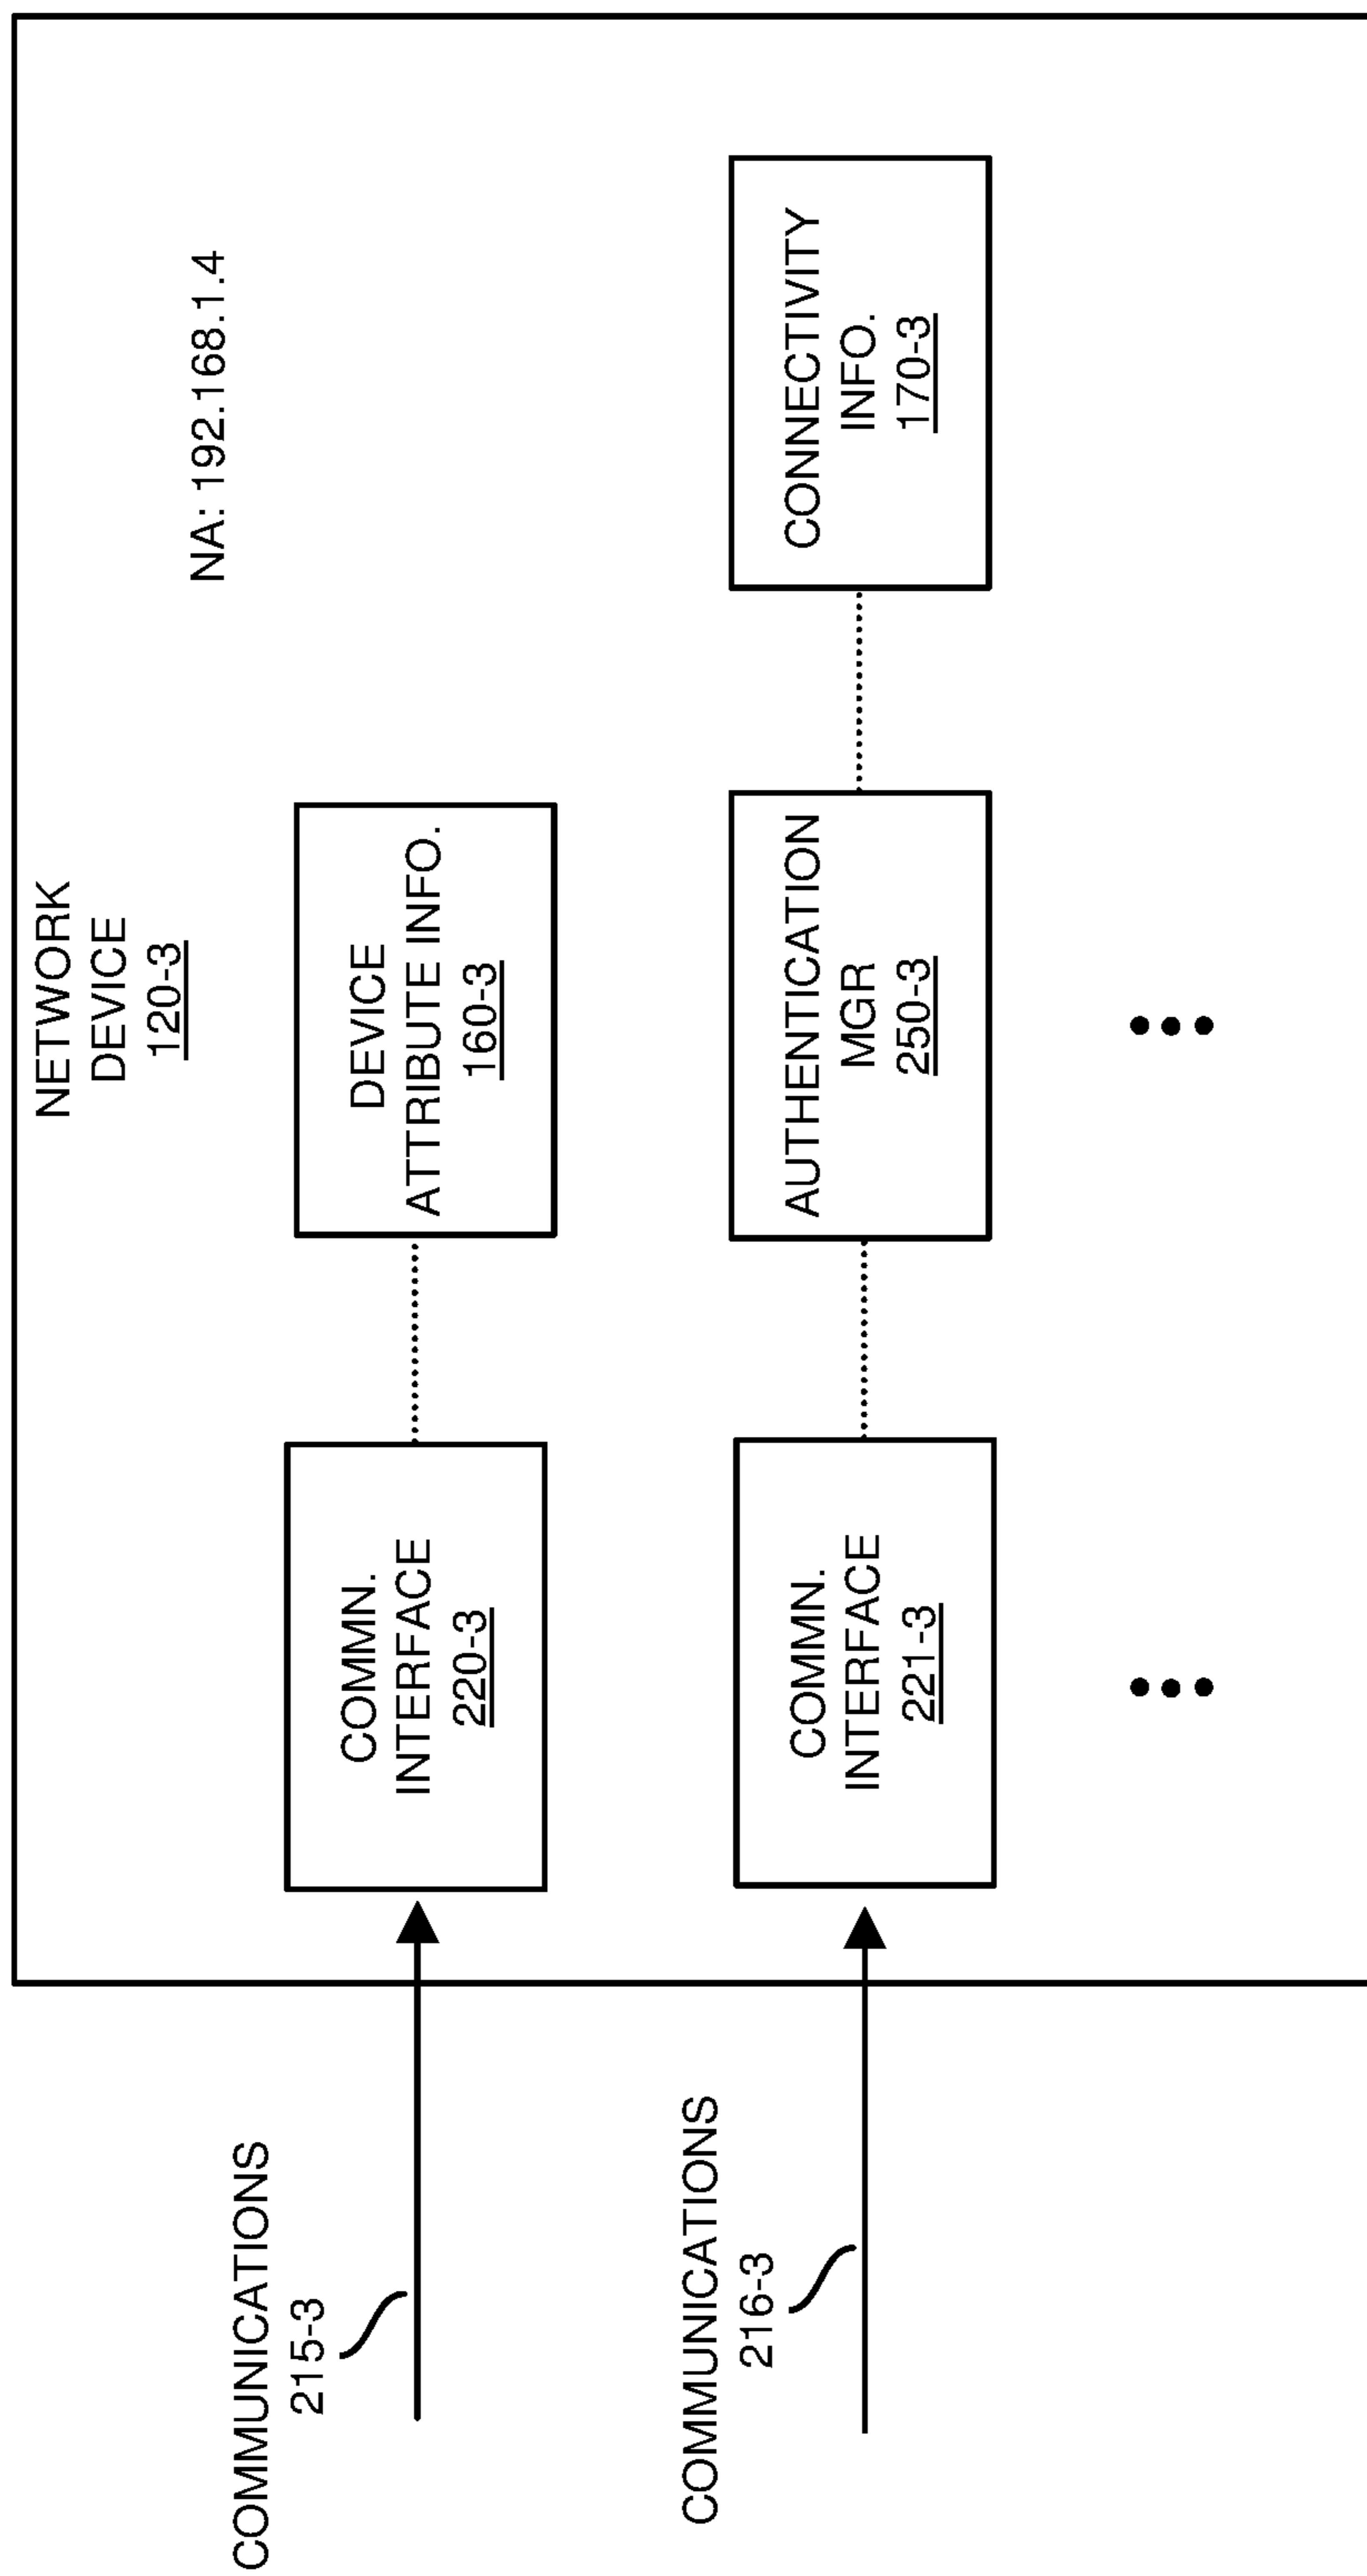 NETWORK
DEVICE
120-3
NA: 192.168.1.4
COMMUNICATIONS
215-3
COMMN.
INTERFACE
220-3
DEVICE
ATTRIBUTE INFO.
160-3
COMMUNICATIONS
216-3
COMMN.
INTERFACE
221-3
AUTHENTICATION
MGR
250-3
CONNECTIVITY
INFO.
170-3